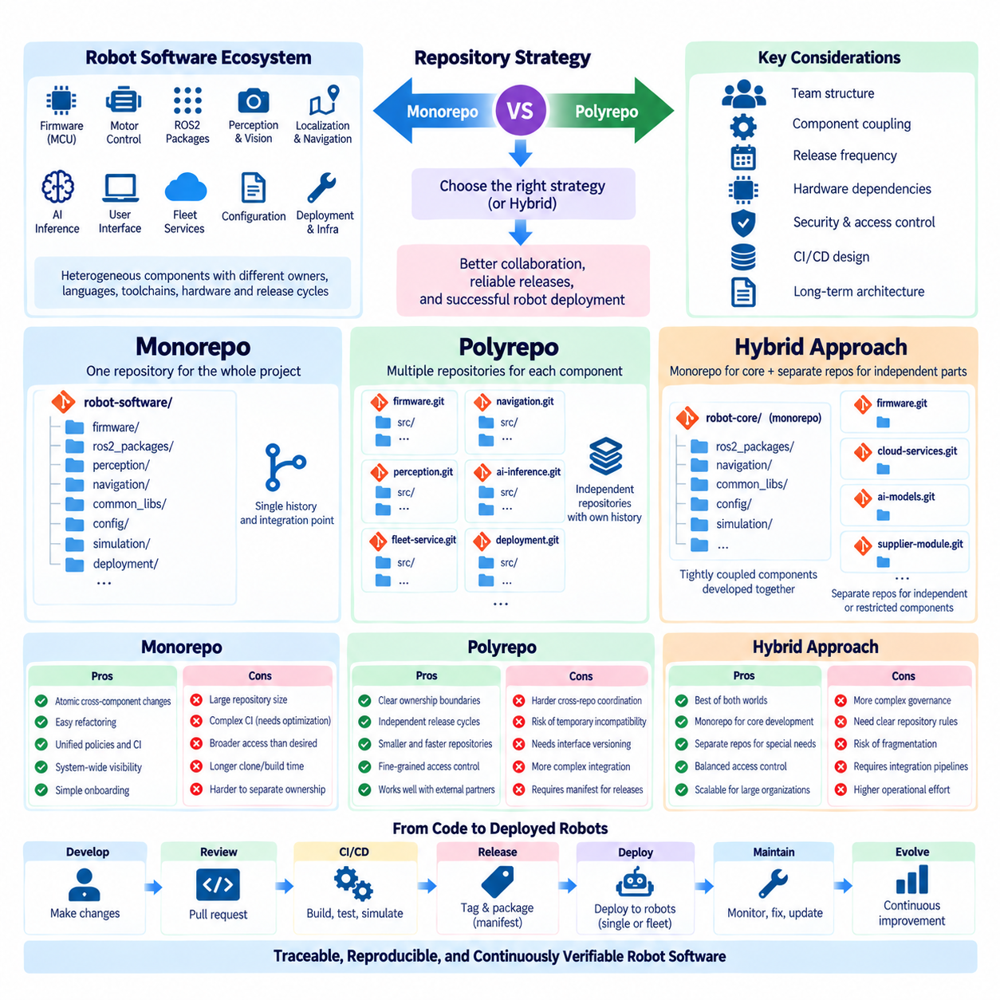 Robot Software Ecosystem
Firmware
(MCU)
Motor
Control
ROS2
Packages
Perception
& Vision
Localization
& Navigation
AI
Inference
User
Interface
Fleet
Services
Configuration
Deployment
& Infra
Heterogeneous components with different owners,
languages, toolchains, hardware and release cycles
Repository Strategy
Monorepo
VS
Polyrepo
Choose the right strategy
(or Hybrid)
Better collaboration,
reliable releases,
and successful robot deployment
Key Considerations
Team structure
Component coupling
Release frequency
Hardware dependencies
Security & access control
CI/CD design
Long-term architecture
Monorepo
One repository for the whole project
robot-software/
firmware/
ros2_packages/
perception/
navigation/
common_libs/
config/
simulation/
deployment/
...
Single history
and integration point
Polyrepo
Multiple repositories for each component
firmware.git
src/
...
navigation.git
src/
...
perception.git
src/
...
ai-inference.git
src/
...
fleet-service.git
src/
...
deployment.git
src/
...
...
Independent
repositories
with own history
Hybrid Approach
Monorepo for core + separate repos for independent parts
robot-core/ (monorepo)
ros2_packages/
navigation/
common_libs/
config/
simulation/
...
Tightly coupled components
developed together
firmware.git
cloud-services.git
ai-models.git
supplier-module.git
...
Separate repos for independent
or restricted components
Monorepo
Pros
Atomic cross-component changes
Easy refactoring
Unified policies and CI
System-wide visibility
Simple onboarding
Cons
Large repository size
Complex CI (needs optimization)
Broader access than desired
Longer clone/build time
Harder to separate ownership
Polyrepo
Pros
Clear ownership boundaries
Independent release cycles
Smaller and faster repositories
Fine-grained access control
Works well with external partners
Cons
Harder cross-repo coordination
Risk of temporary incompatibility
Needs interface versioning
More complex integration
Requires manifest for releases
Hybrid Approach
Pros
Best of both worlds
Monorepo for core development
Separate repos for special needs
Balanced access control
Scalable for large organizations
Cons
More complex governance
Need clear repository rules
Risk of fragmentation
Requires integration pipelines
Higher operational effort
From Code to Deployed Robots
Develop
Make changes
Review
</>
Pull request
CI/CD
Build, test, simulate
Release
Tag & package
(manifest)
Deploy
Deploy to robots
(single or fleet)
Maintain
Monitor, fix, update
Evolve
Continuous
improvement
Traceable, Reproducible, and Continuously Verifiable Robot Software